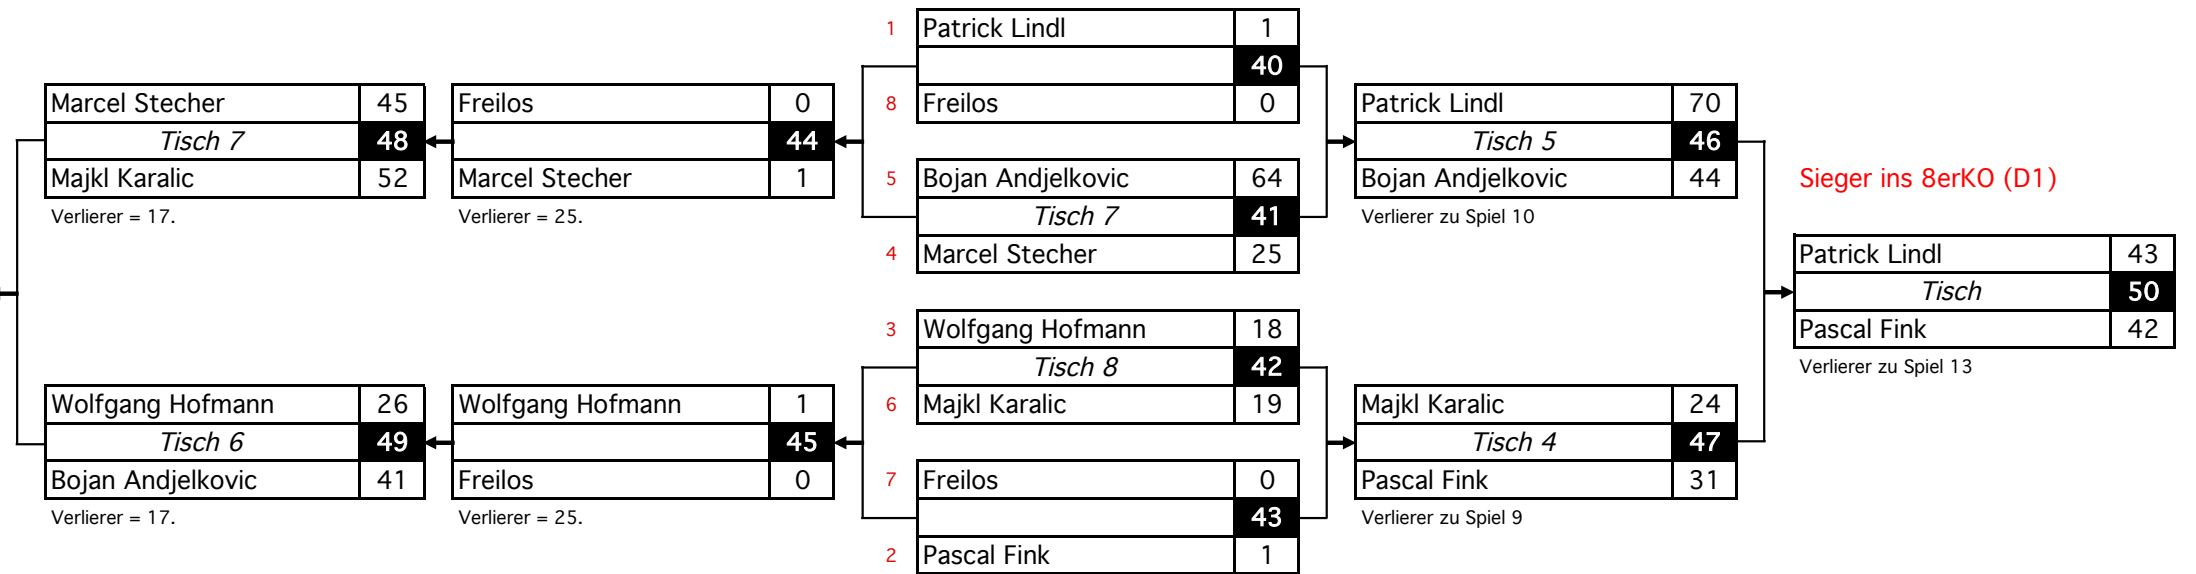 1 Patrick Lindl 1
40
8 Freilos 0
Marcel Stecher 45
Tisch 7 48
Majkl Karalic 52
Verlierer = 17.
Freilos 0
44
Marcel Stecher 1
Verlierer = 25.
5 Bojan Andjelkovic 64
Tisch 7 41
4 Marcel Stecher 25
Patrick Lindl 70
Tisch 5 46
Bojan Andjelkovic 44
Verlierer zu Spiel 10
Sieger ins 8erKO (D1)
Patrick Lindl 43
Tisch 50
Pascal Fink 42
Verlierer zu Spiel 13
3 Wolfgang Hofmann 18
Tisch 8 42
6 Majkl Karalic 19
Wolfgang Hofmann 26
Tisch 6 49
Bojan Andjelkovic 41
Verlierer = 17.
Wolfgang Hofmann 1
45
Freilos 0
Verlierer = 25.
7 Freilos 0
43
2 Pascal Fink 1
Majkl Karalic 24
Tisch 4 47
Pascal Fink 31
Verlierer zu Spiel 9